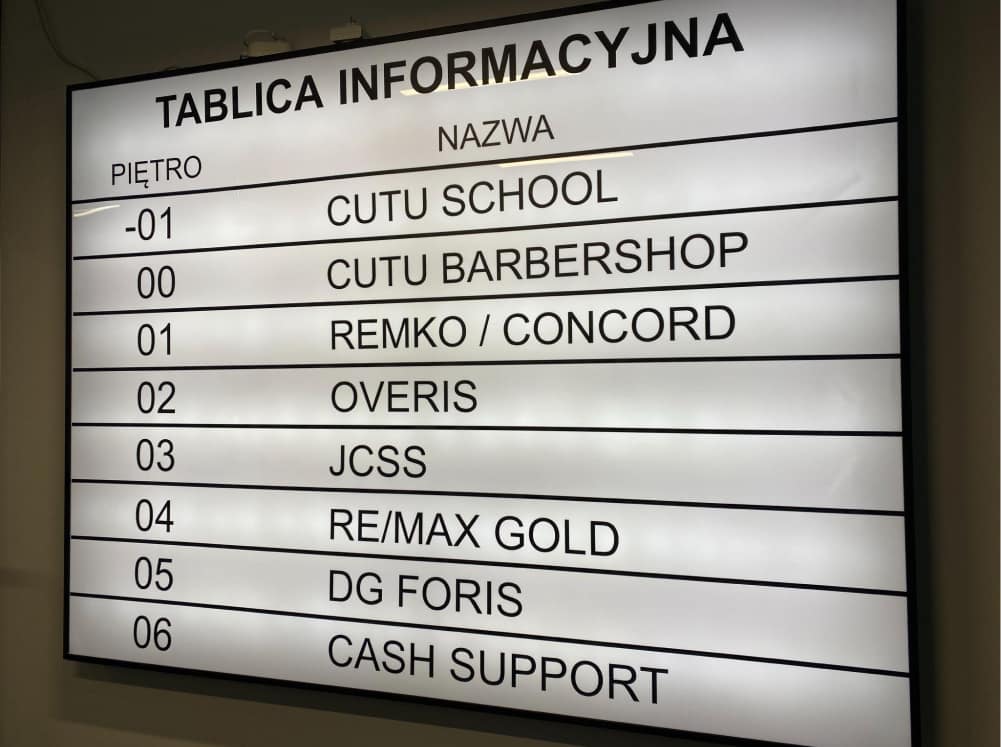 TABLICA INFORMACYJNA
PIĘTRO NAZWA
-01 CUTU SCHOOL
00 CUTU BARBERSHOP
01 REMKO / CONCORD
02 OVERIS
03 JCSS
04 RE/MAX GOLD
05 DG FORIS
06 CASH SUPPORT